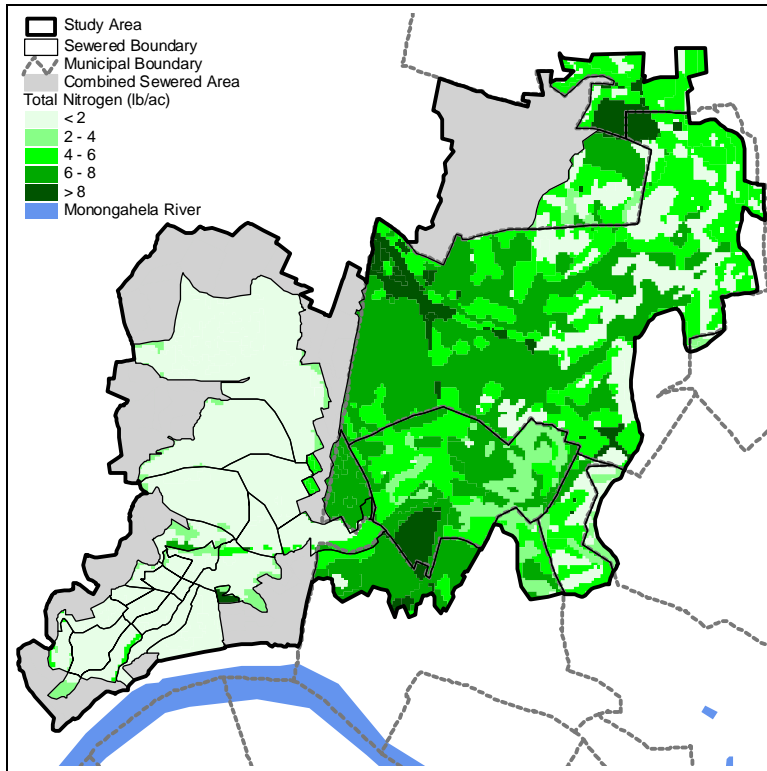 Study Area
Sewered Boundary
Municipal Boundary
Combined Sewered Area
Total Nitrogen (lb/ac)
< 2
2 - 4
4 - 6
6 - 8
> 8
Monongahela River